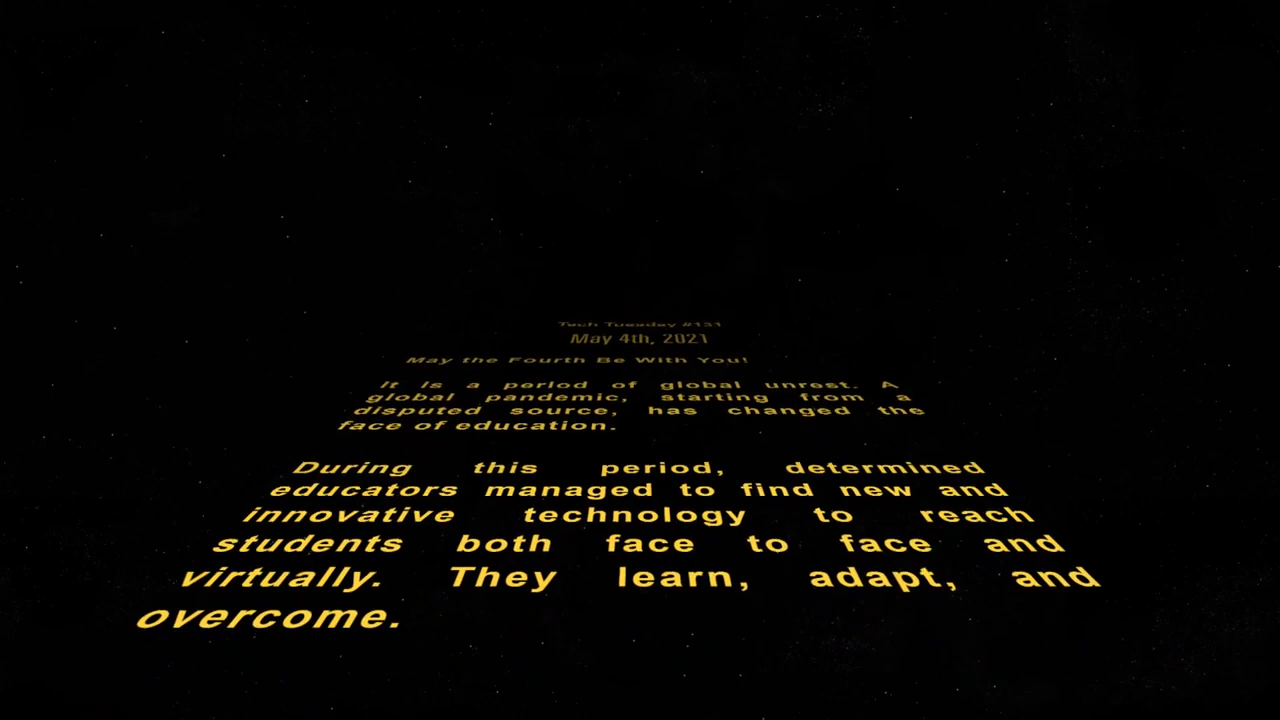 Tech Tuesday #131
May 4th, 2021
May the Fourth Be With You!
It is a period of global unrest. A
global pandemic, starting from a
disputed source, has changed the
face of education.
During this period, determined
educators managed to find new and
innovative technology to reach
students both face to face and
virtually. They learn, adapt, and
overcome.